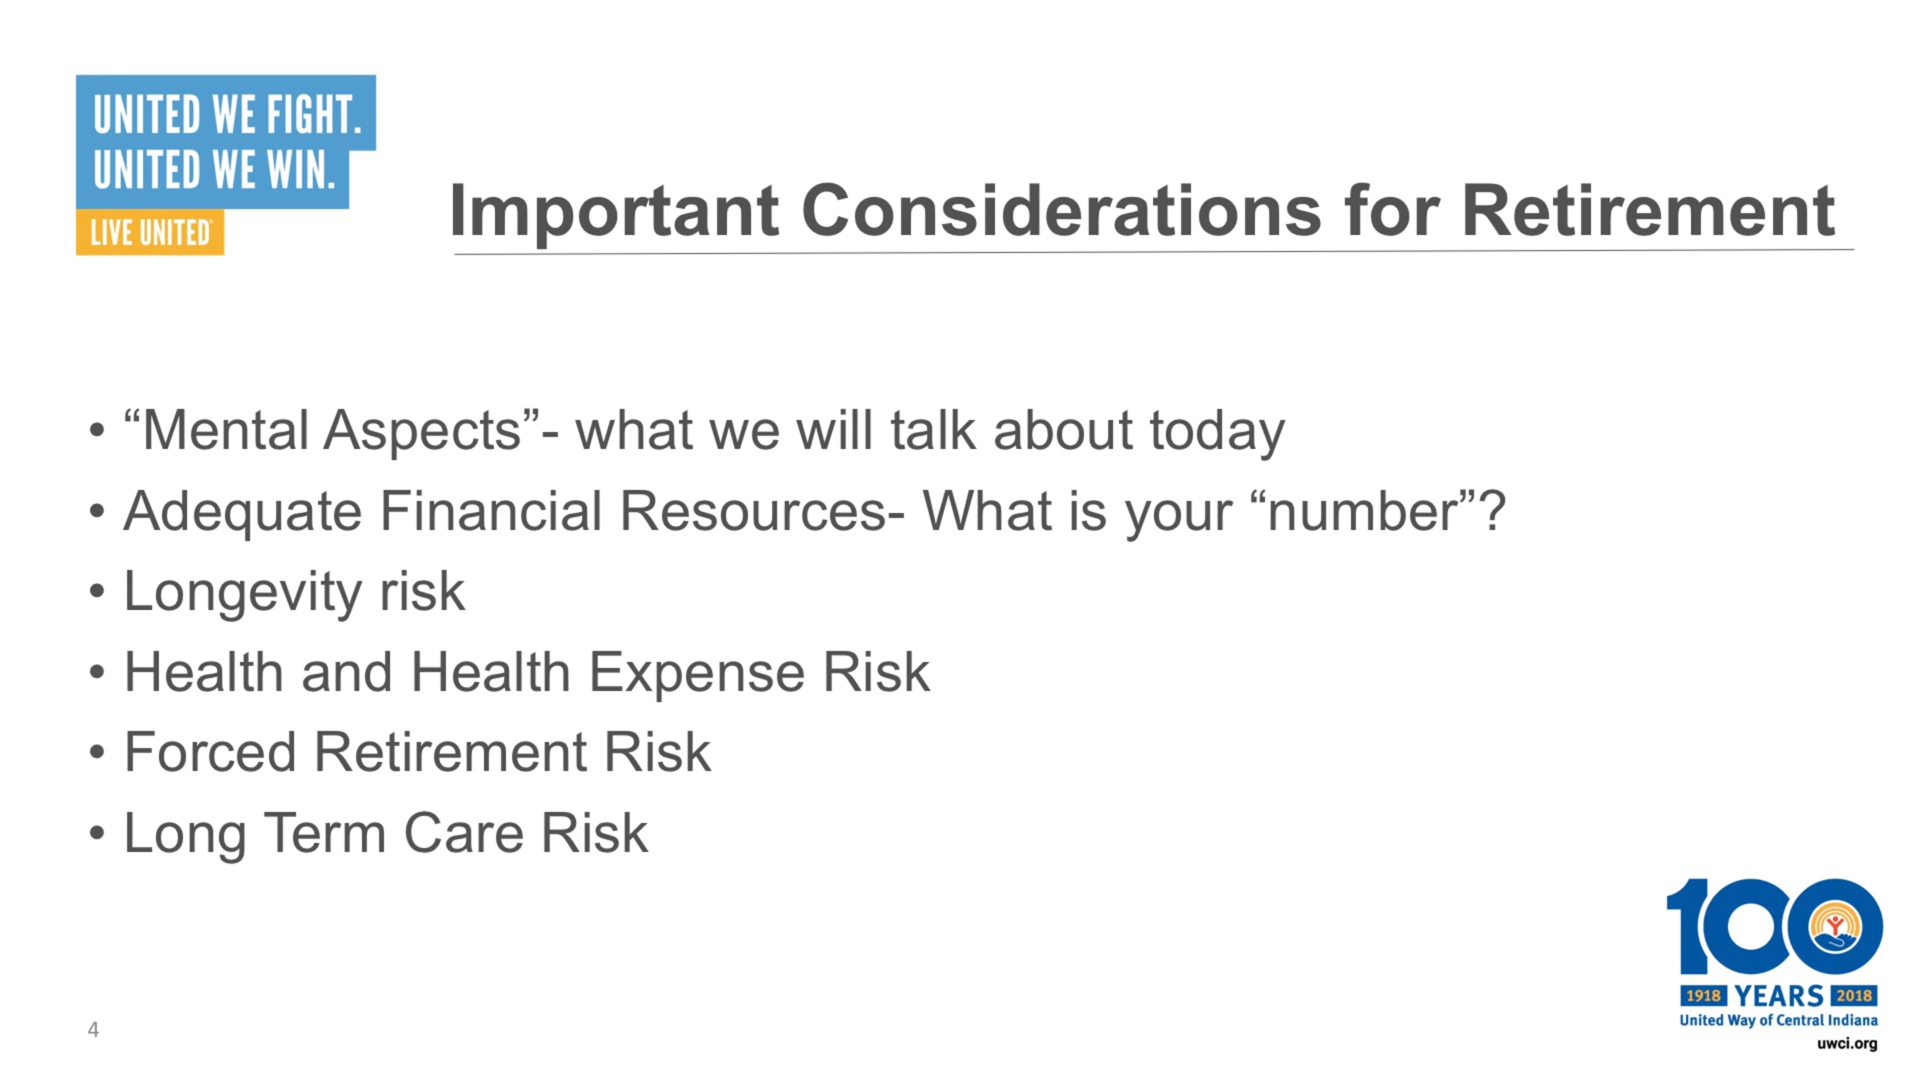 UNITED WE FIGHT.
UNITED WE WIN.
LIVE UNITED®
Important Considerations for Retirement
• “Mental Aspects”- what we will talk about today
• Adequate Financial Resources- What is your “number”?
• Longevity risk
• Health and Health Expense Risk
• Forced Retirement Risk
• Long Term Care Risk
100
1918 YEARS 2018
United Way of Central Indiana
uwci.org
4